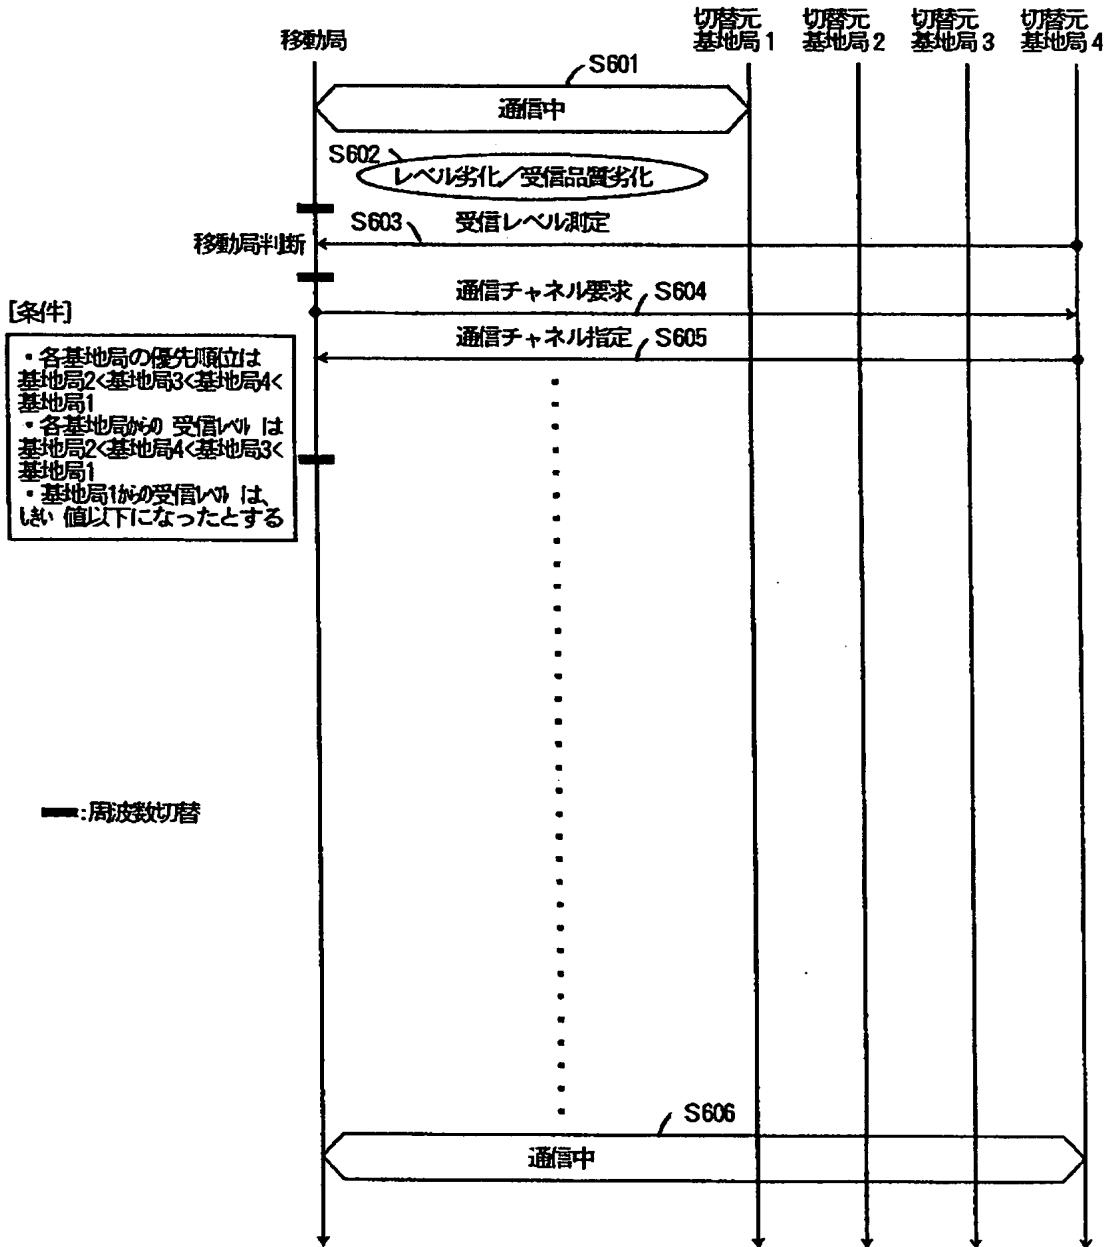 移動局
切替元
基地局1
切替元
基地局2
切替元
基地局3
切替元
基地局4
S601
通信中
S602
レベル劣化／受信品質劣化
S603
受信レベル測定
移動局判断
通信チャネル要求
S604
通信チャネル指定
S605
[条件]
・各基地局の優先順位は
基地局2<基地局3<基地局4<
基地局1
・各基地局からの 受信レベル は
基地局2<基地局4<基地局3<
基地局1
・基地局1からの受信レベル は、
しきい 値以下になったとする
:周波数切替
S606
通信中